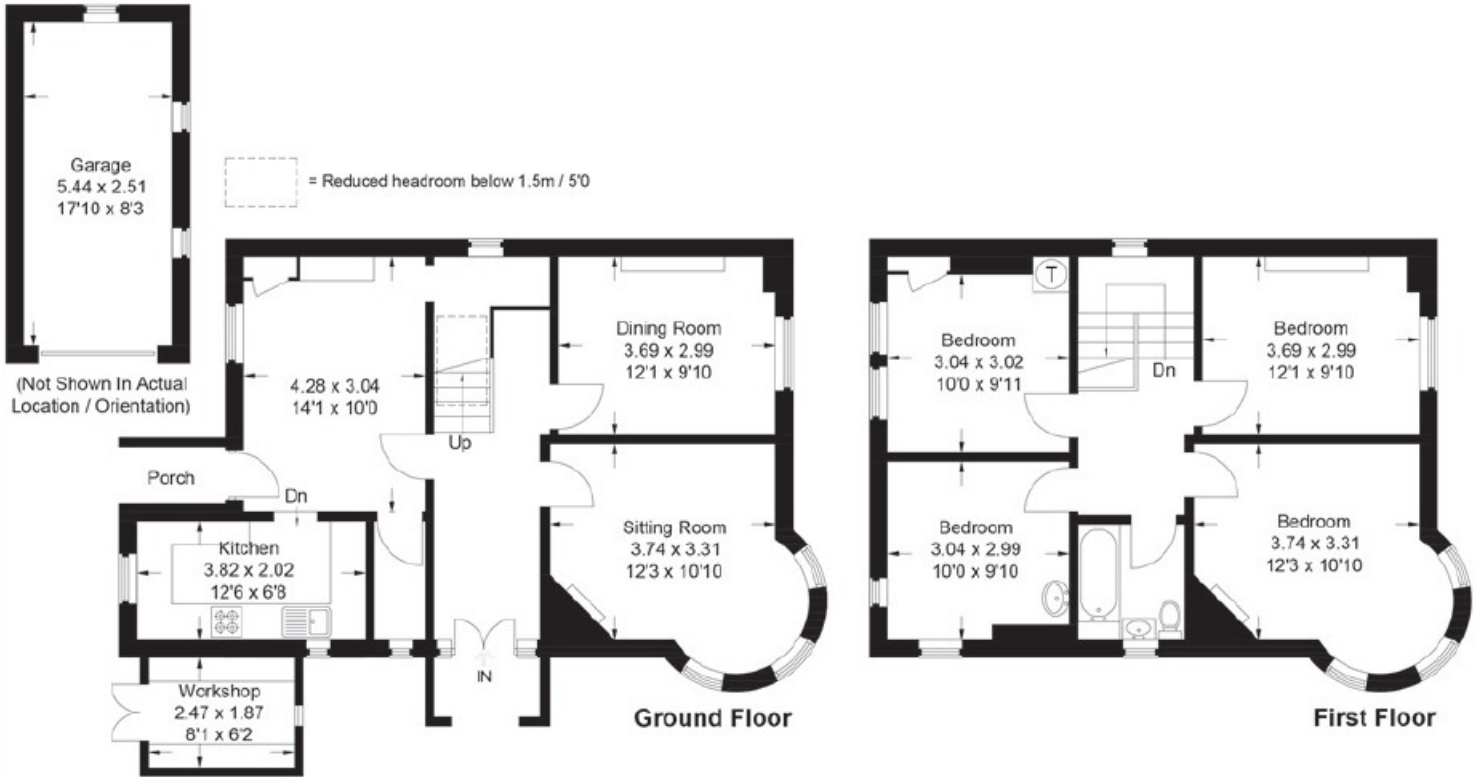 Garage
5.44 x 2.51
17'10 x 8'3
(Not Shown In Actual
Location / Orientation)
= Reduced headroom below 1.5m / 5'0
4.28 x 3.04
14'1 x 10'0
Dining Room
3.69 x 2.99
12'1 x 9'10
Up
Porch
Dn
Kitchen
3.82 x 2.02
12'6 x 6'8
Sitting Room
3.74 x 3.31
12'3 x 10'10
IN
Workshop
2.47 x 1.87
8'1 x 6'2
Ground Floor
T
Bedroom
3.04 x 3.02
10'0 x 9'11
Dn
Bedroom
3.69 x 2.99
12'1 x 9'10
Bedroom
3.04 x 2.99
10'0 x 9'10
Bedroom
3.74 x 3.31
12'3 x 10'10
First Floor